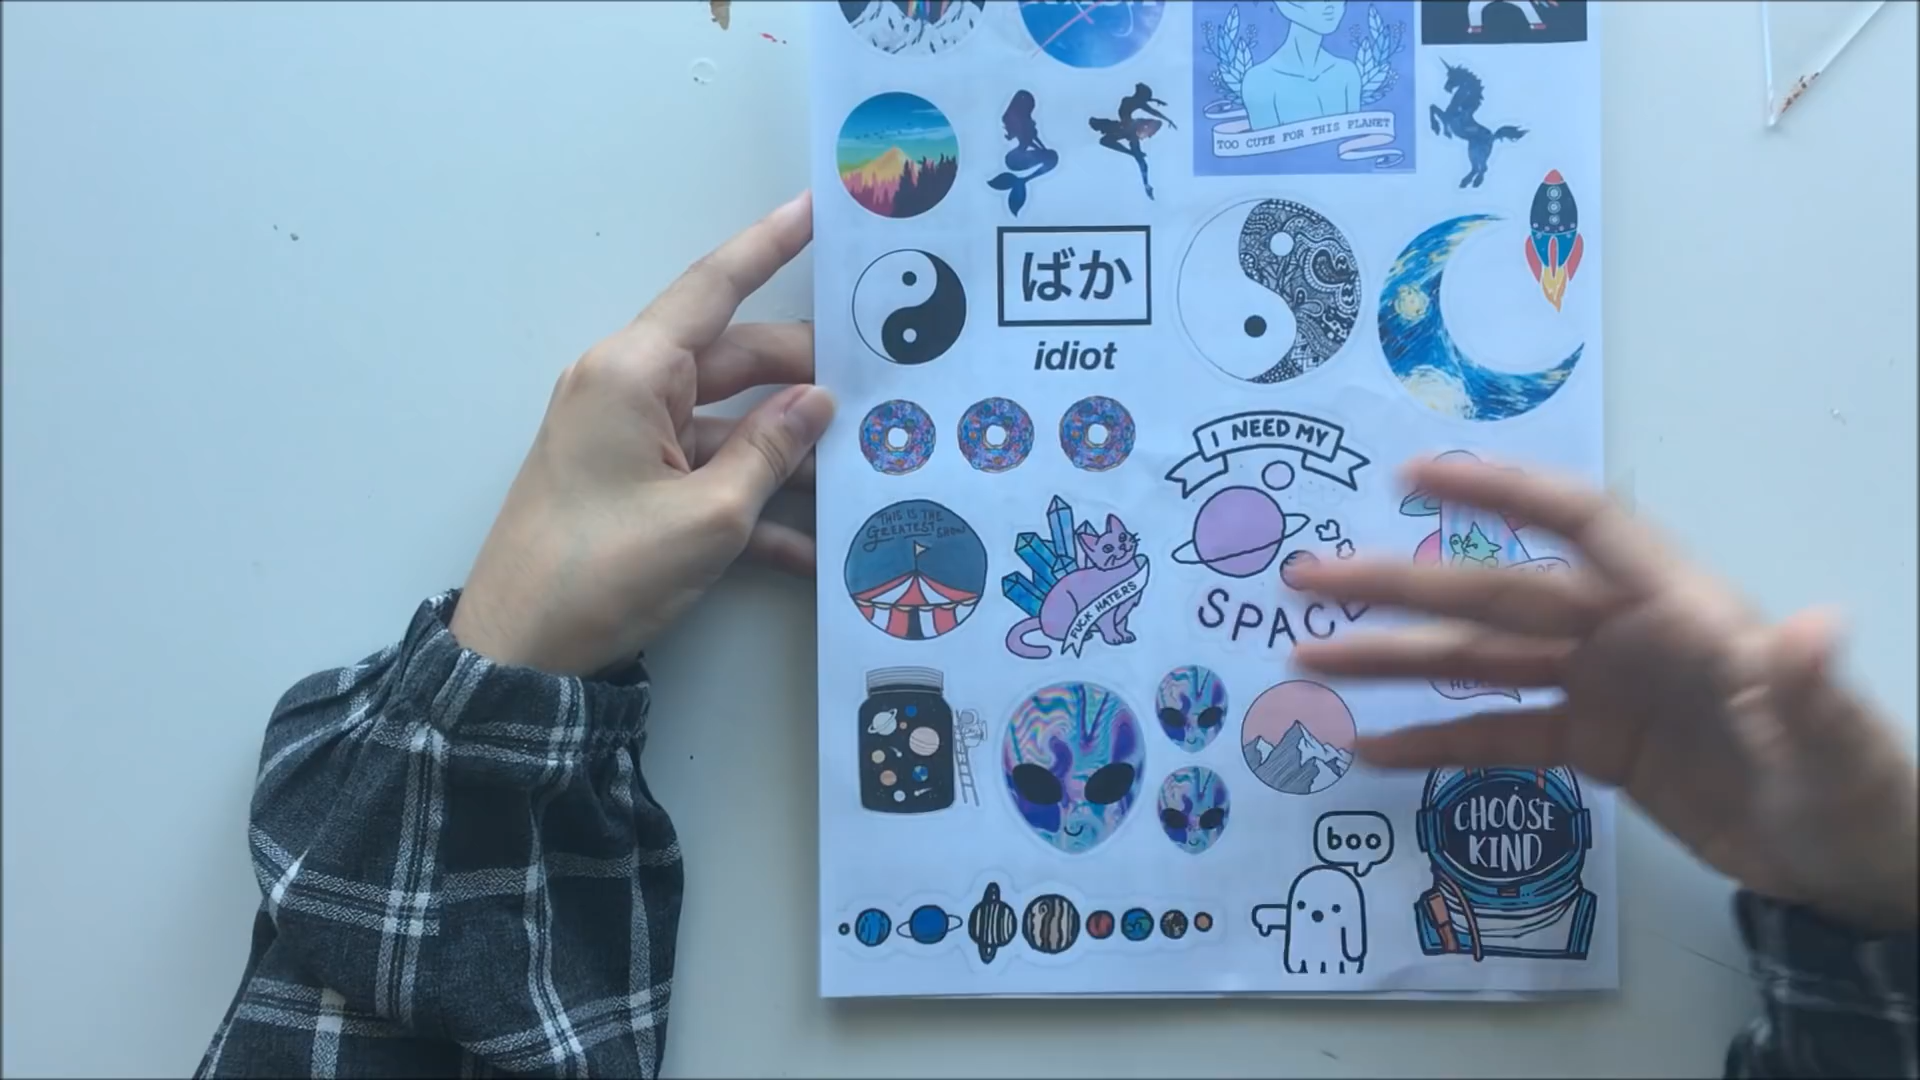 TOO CUTE FOR THIS PLANET
ばか
idiot
I NEED MY
SPACE
THIS IS THE
GREATEST SHOW
FUCK HATERS
CHOOSE
KIND
boo